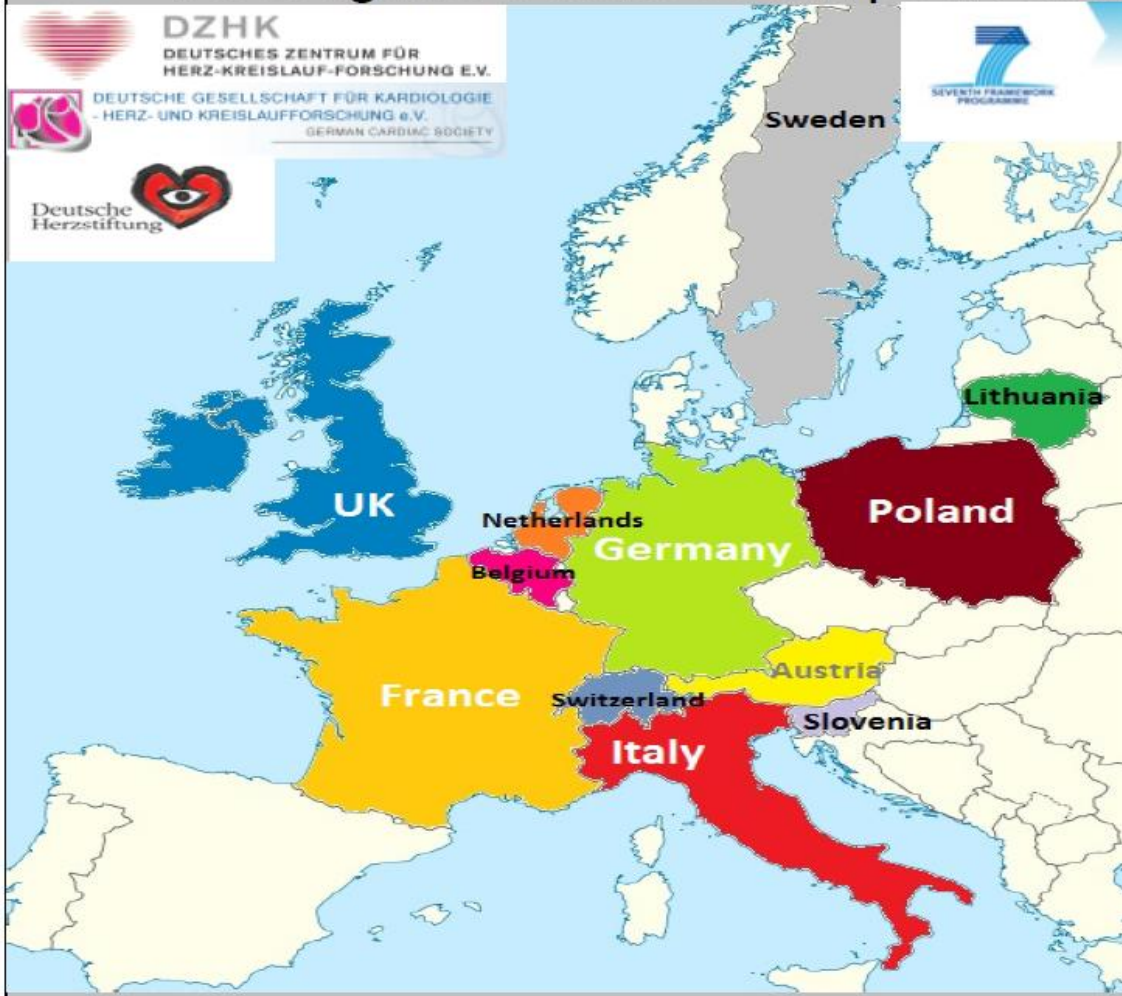 DZHK
DEUTSCHES ZENTRUM FÜR
HERZ-KREISLAUF-FORSCHUNG E.V.
DEUTSCHE GESELLSCHAFT FÜR KARDIOLOGIE
- HERZ- UND KREISLAUFFORSCHUNG e.V.
GERMAN CARDIAC SOCIETY
Deutsche
Herzstiftung
7
SEVENTH FRAMEWORK
PROGRAMME
Sweden
Lithuania
UK
Netherlands
Poland
Germany
Belgium
Austria
France
Switzerland
Slovenia
Italy